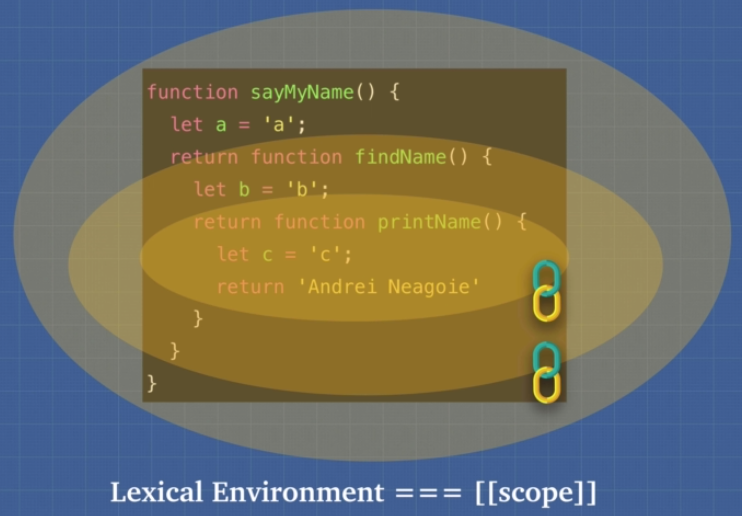 function sayMyName() {
  let a = 'a';
  return function findName() {
    let b = 'b';
    return function printName() {
      let c = 'c';
      return 'Andrei Neagoie'
    }
  }
}
Lexical Environment === [[scope]]